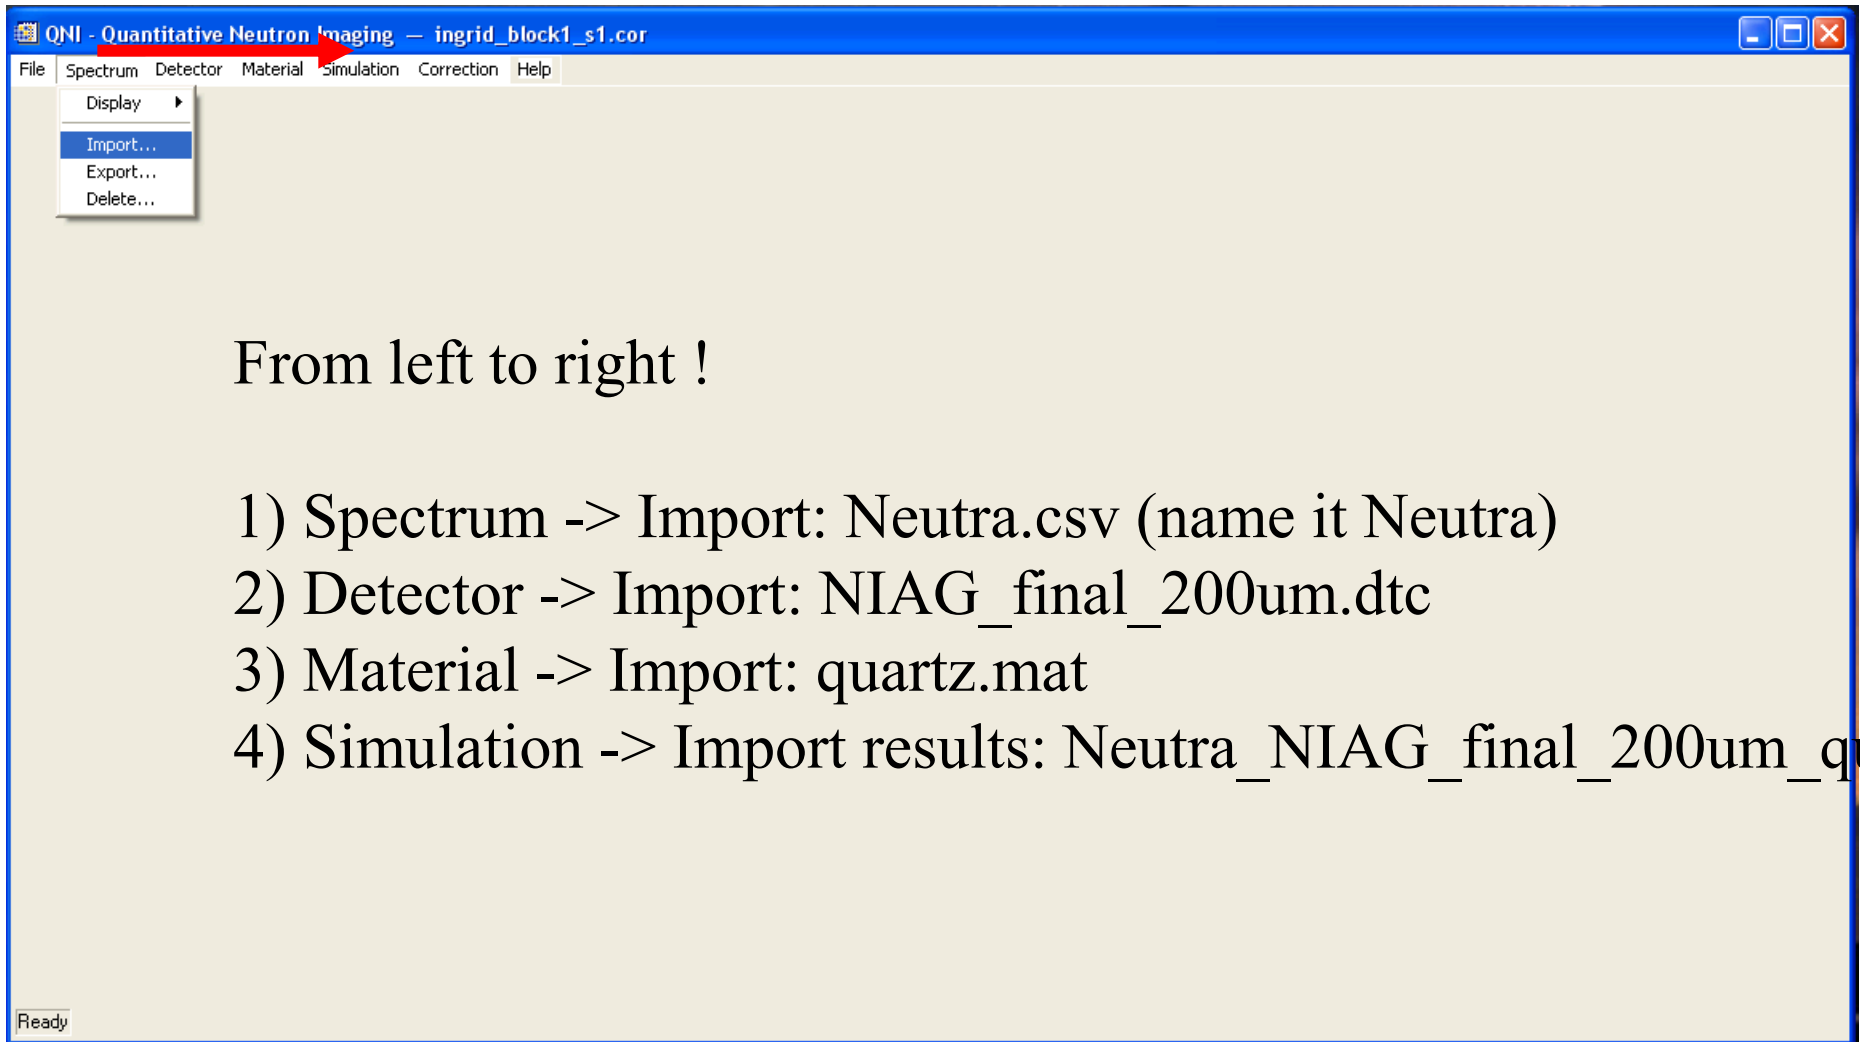 QNI - Quantitative Neutron Imaging — ingrid_block1_s1.cor
File Spectrum Detector Material Simulation Correction Help
Display
Import...
Export...
Delete...
From left to right !
1) Spectrum -> Import: Neutra.csv (name it Neutra)
2) Detector -> Import: NIAG_final_200um.dtc
3) Material -> Import: quartz.mat
4) Simulation -> Import results: Neutra_NIAG_final_200um_q
Ready